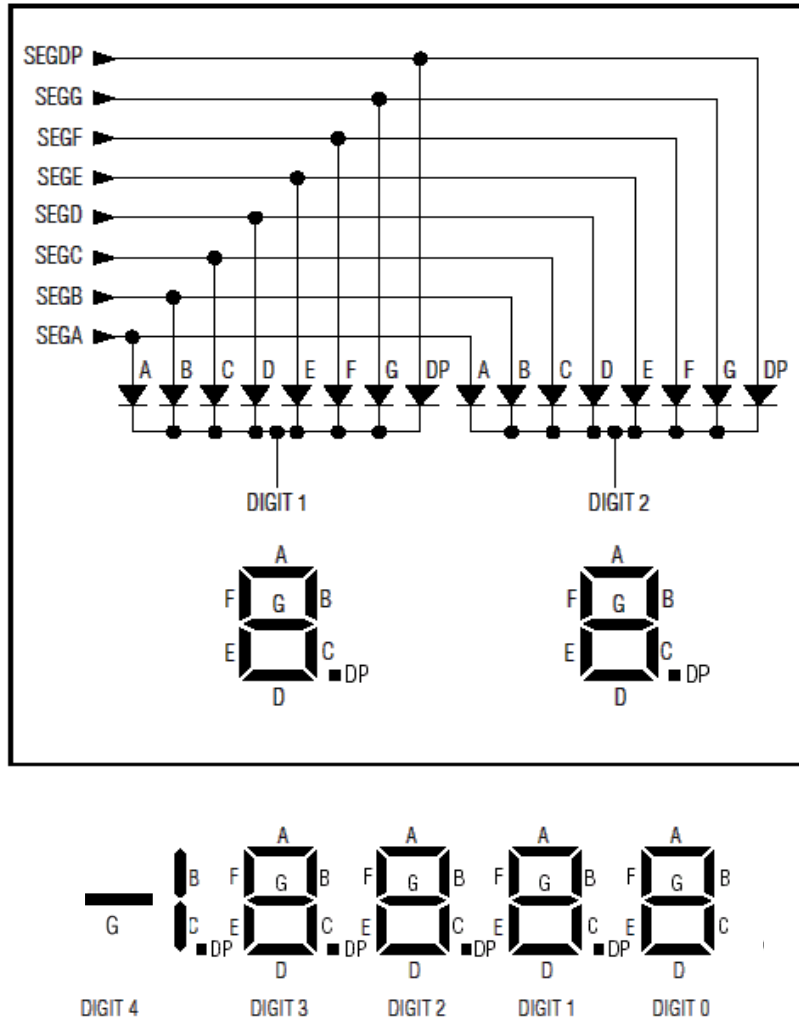 SEGDP
SEGG
SEGF
SEGE
SEGD
SEGC
SEGB
SEGA
A B C D E F G DP A B C D E F G DP
DIGIT 1 DIGIT 2
A A
F G B F G B
E C E C
DP DP
D D
A A A A
B F G B F G B F G B F G B
G C E C E C E C E C
DP DP DP DP
D D D D
DIGIT 4 DIGIT 3 DIGIT 2 DIGIT 1 DIGIT 0